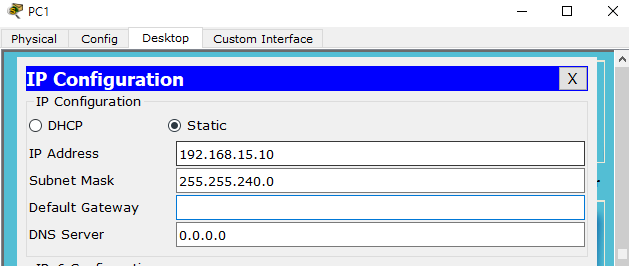 PC1
Physical Config Desktop Custom Interface
IP Configuration X
IP Configuration
DHCP Static
IP Address 192.168.15.10
Subnet Mask 255.255.240.0
Default Gateway
DNS Server 0.0.0.0